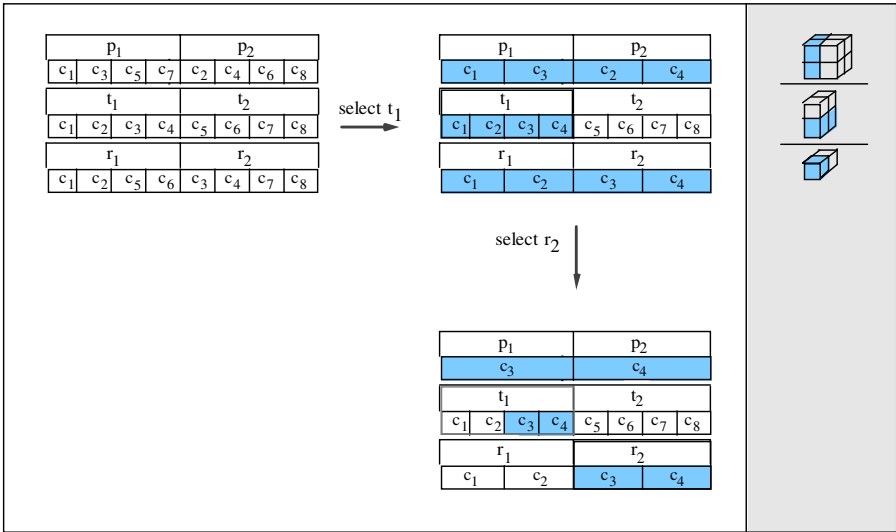 p1 p2 p1 p2
c1 c3 c5 c7 c2 c4 c6 c8 c1 c3 c2 c4
t1 t2 select t1 t1 t2
c1 c2 c3 c4 c5 c6 c7 c8 c1 c2 c3 c4 c5 c6 c7 c8
r1 r2 r1 r2
c1 c2 c5 c6 c3 c4 c7 c8 c1 c2 c3 c4
select r2
p1 p2
c3 c4
t1 t2
c1 c2 c3 c4 c5 c6 c7 c8
r1 r2
c1 c2 c3 c4